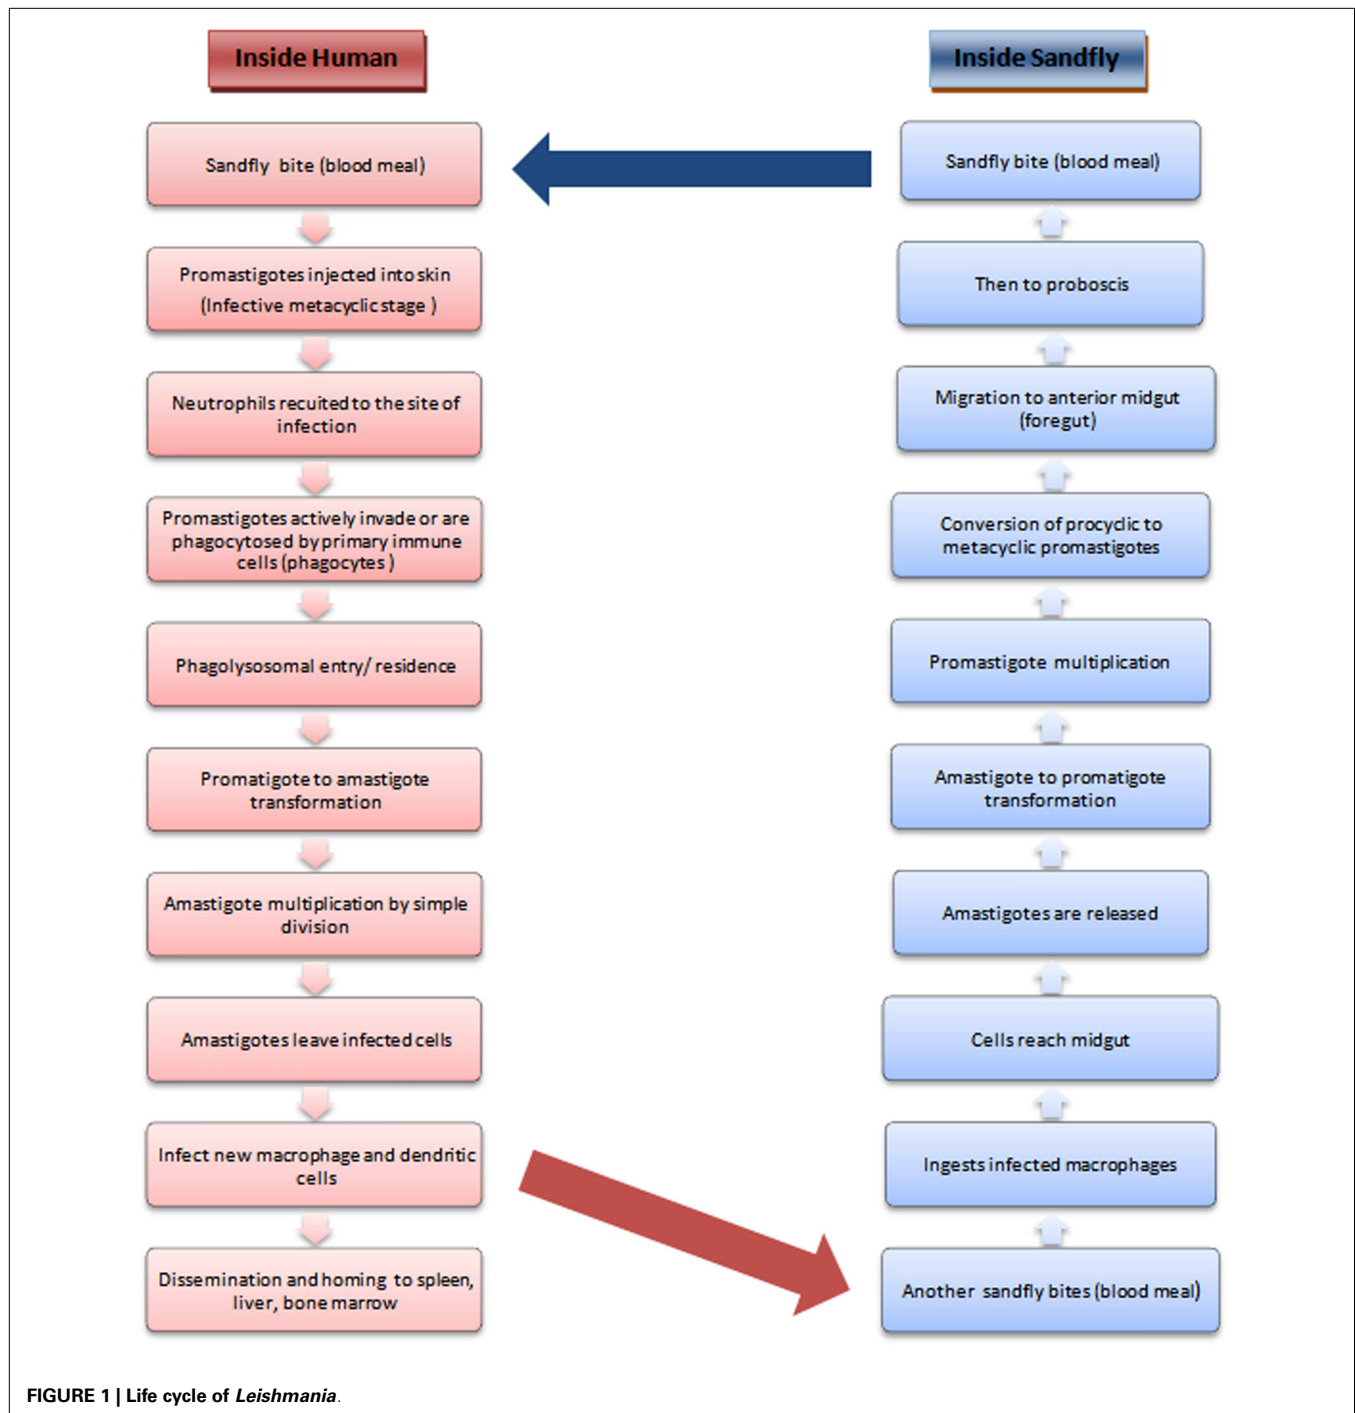 Inside Human
Sandfly bite (blood meal)
Promastigotes injected into skin
(Infective metacyclic stage )
Neutrophils recuited to the site of
infection
Promastigotes actively invade or are
phagocytosed by primary immune
cells (phagocytes )
Phagolysosomal entry/ residence
Promatigote to amastigote
transformation
Amastigote multiplication by simple
division
Amastigotes leave infected cells
Infect new macrophage and dendritic
cells
Dissemination and homing to spleen,
liver, bone marrow
Inside Sandfly
Sandfly bite (blood meal)
Then to proboscis
Migration to anterior midgut
(foregut)
Conversion of procyclic to
metacyclic promastigotes
Promastigote multiplication
Amastigote to promatigote
transformation
Amastigotes are released
Cells reach midgut
Ingests infected macrophages
Another sandfly bites (blood meal)
FIGURE 1 | Life cycle of Leishmania.